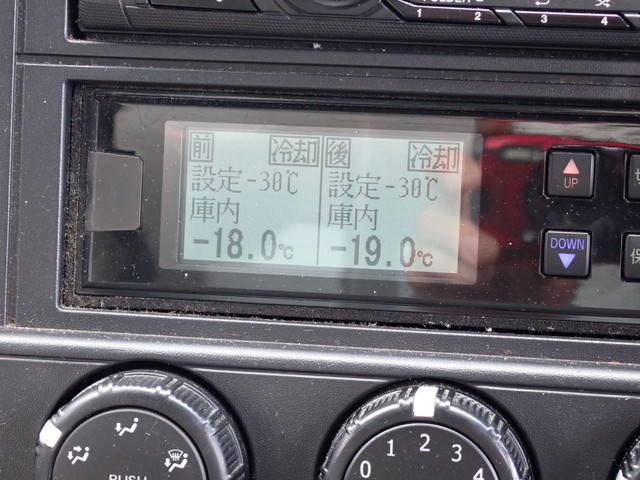 1 2 3 4
前 冷却 後 冷却
設定-30℃ 設定-30℃
庫内 庫内
-18.0℃ -19.0℃
UP
DOWN
0 1 2 3 4
PUSH